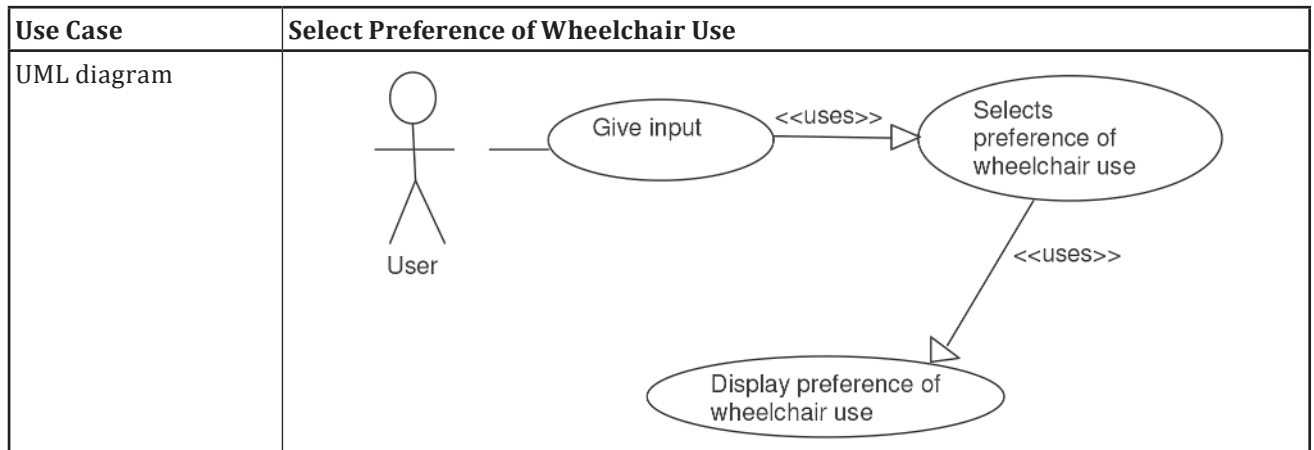 Use Case
Select Preference of Wheelchair Use
UML diagram
Give input
<<uses>>
Selects
preference of
wheelchair use
User
<<uses>>
Display preference of
wheelchair use